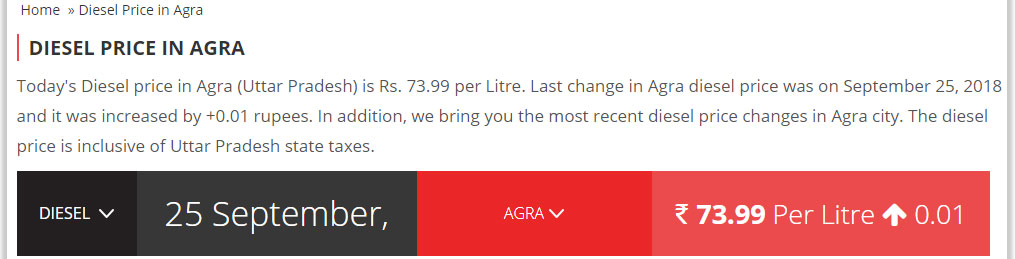 Home » Diesel Price in Agra
DIESEL PRICE IN AGRA
Today's Diesel price in Agra (Uttar Pradesh) is Rs. 73.99 per Litre. Last change in Agra diesel price was on September 25, 2018
and it was increased by +0.01 rupees. In addition, we bring you the most recent diesel price changes in Agra city. The diesel
price is inclusive of Uttar Pradesh state taxes.
DIESEL 25 September, AGRA ₹ 73.99 Per Litre 0.01